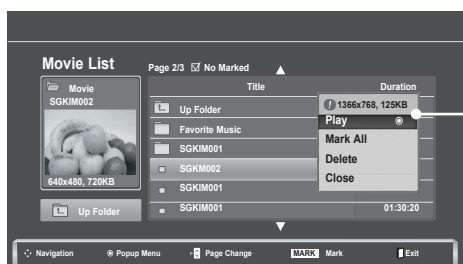 Movie List
Page 2/3 No Marked
Movie
SGKIM002
640x480, 720KB
Up Folder
Title
Duration
Up Folder
Favorite Music
SGKIM001
SGKM002
SGKIM001
SGKIM001
01:30:20
1366x768, 125KB
Play
Mark All
Delete
Close
Navigation
Popup Menu
Page Change
MARK Mark
Exit